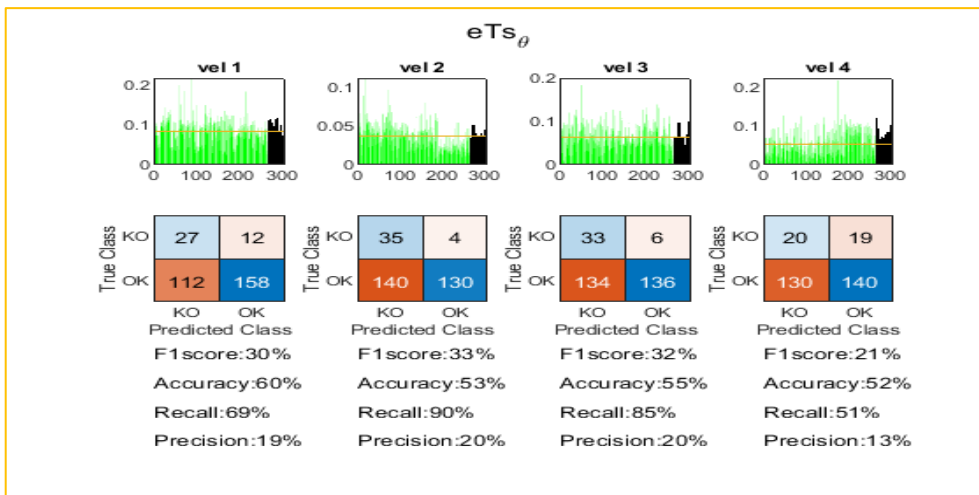 eTsθ
vel 1 vel 2 vel 3 vel 4
0.2 0.1 0.2 0.2
0.1 0.05 0.1 0.1
0 0 0 0
0 100 200 300 0 100 200 300 0 100 200 300 0 100 200 300
True Class KO 27 12 True Class KO 35 4 True Class KO 33 6 True Class KO 20 19
OK 112 158 OK 140 130 OK 134 136 OK 130 140
KO OK KO OK KO OK KO OK
Predicted Class Predicted Class Predicted Class Predicted Class
F1score:30% F1score:33% F1score:32% F1score:21%
Accuracy:60% Accuracy:53% Accuracy:55% Accuracy:52%
Recall:69% Recall:90% Recall:85% Recall:51%
Precision:19% Precision:20% Precision:20% Precision:13%